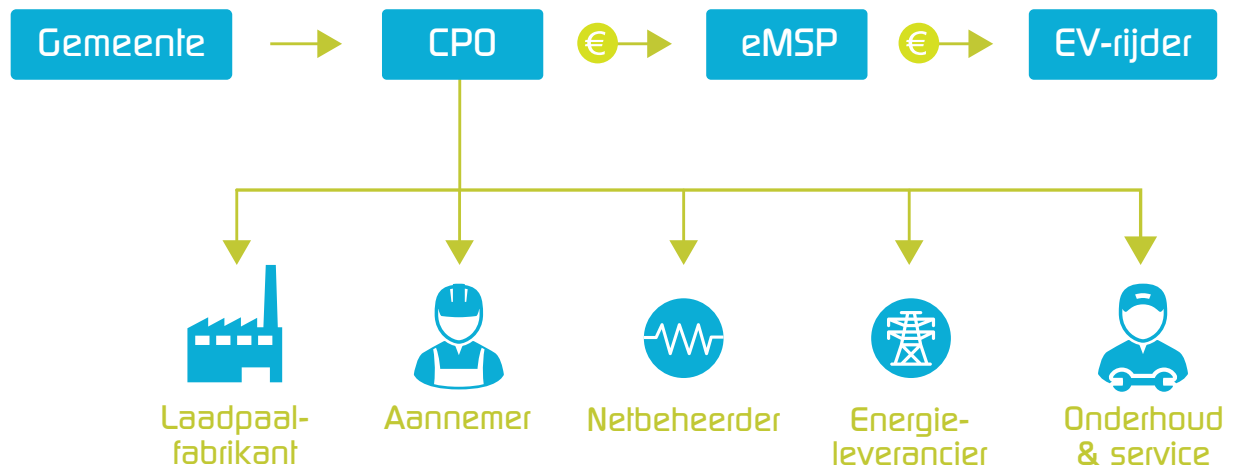 Gemeente
CPO
€
eMSP
€
EV-rijder
Laadpaal-
fabrikant
Aannemer
Netbeheerder
Energie-
leverancier
Onderhoud
& service